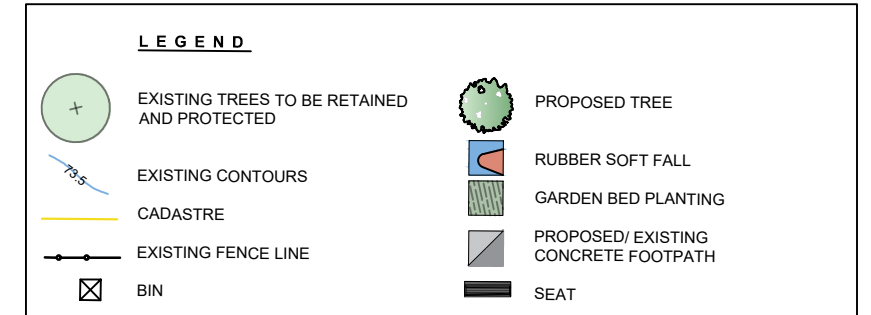 LEGEND
EXISTING TREES TO BE RETAINED
AND PROTECTED
73.5
EXISTING CONTOURS
CADASTRE
EXISTING FENCE LINE
BIN
PROPOSED TREE
RUBBER SOFT FALL
GARDEN BED PLANTING
PROPOSED/ EXISTING
CONCRETE FOOTPATH
SEAT